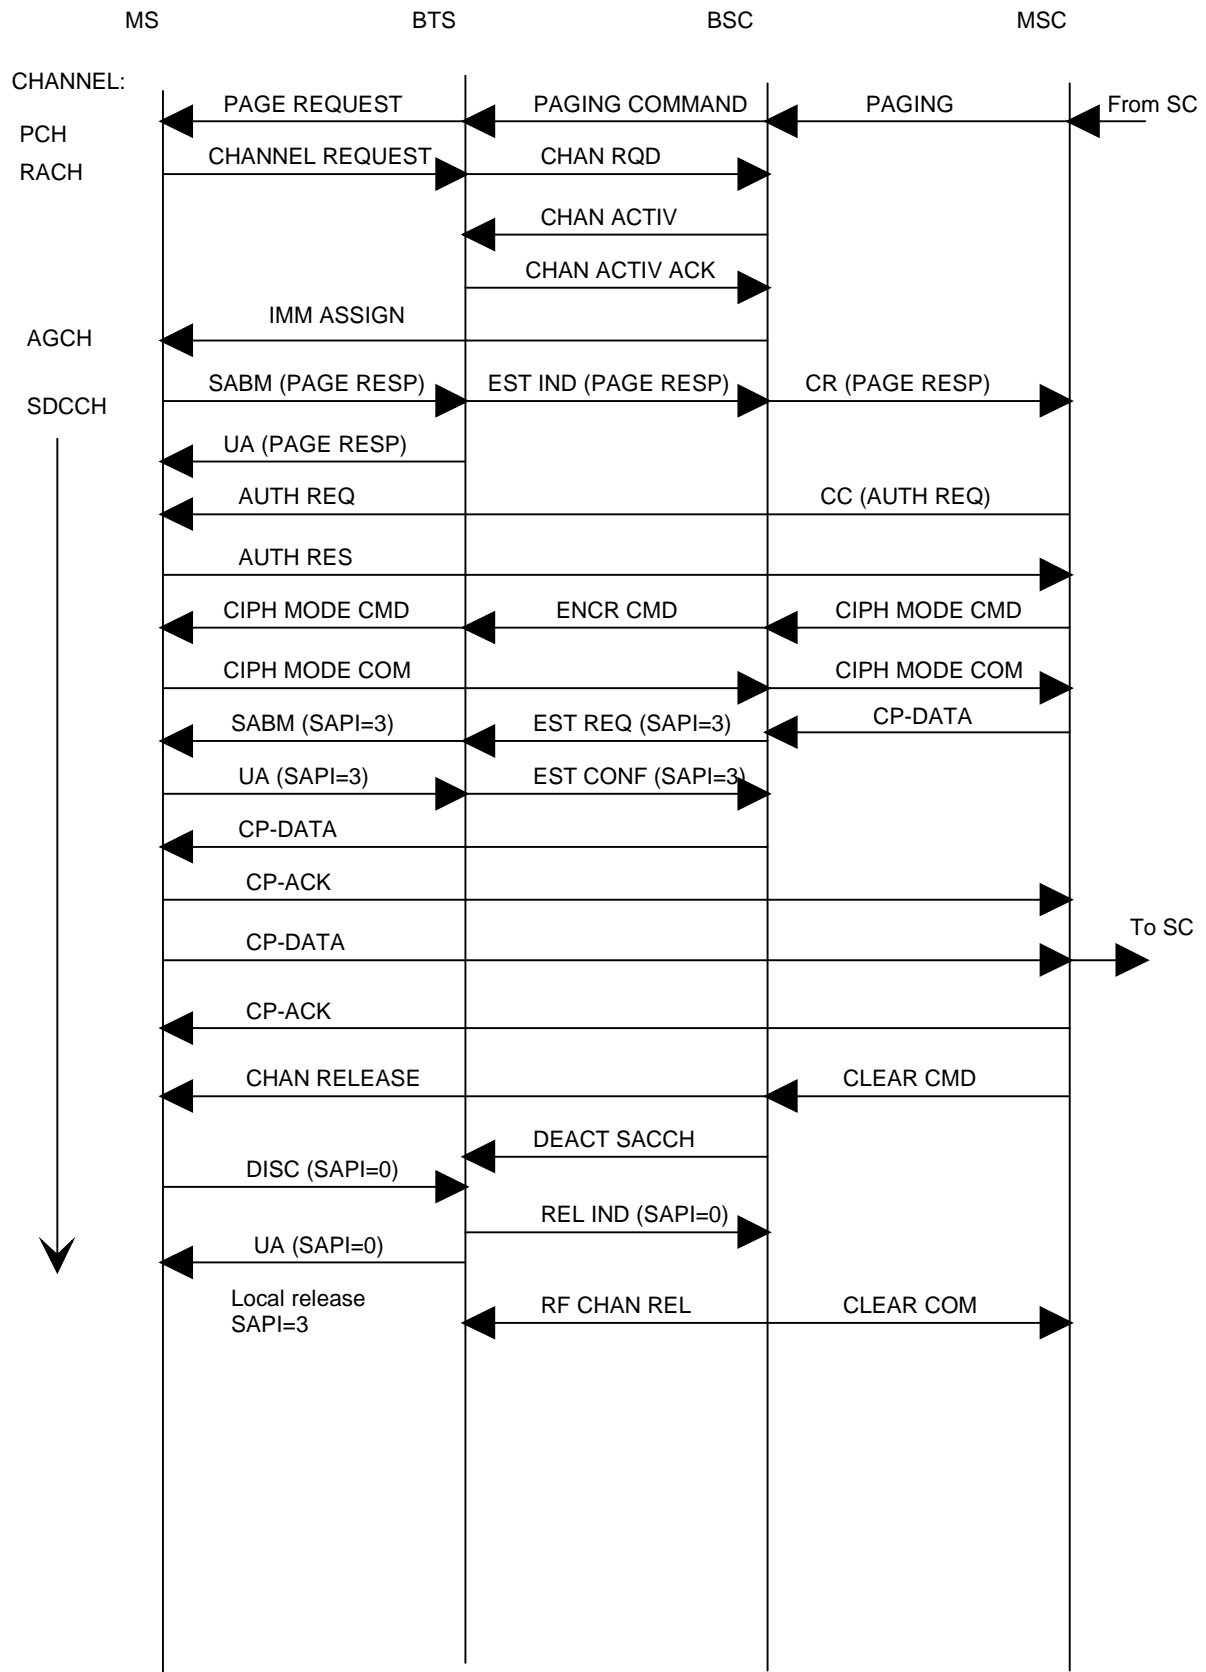 MS BTS BSC MSC
CHANNEL:
PAGE REQUEST PAGING COMMAND PAGING From SC
PCH
CHANNEL REQUEST CHAN RQD
RACH
CHAN ACTIV
CHAN ACTIV ACK
IMM ASSIGN
AGCH
SABM (PAGE RESP) EST IND (PAGE RESP) CR (PAGE RESP)
SDCCH
UA (PAGE RESP)
AUTH REQ CC (AUTH REQ)
AUTH RES
CIPH MODE CMD ENCR CMD CIPH MODE CMD
CIPH MODE COM CIPH MODE COM
CP-DATA
SABM (SAPI=3) EST REQ (SAPI=3)
UA (SAPI=3) EST CONF (SAPI=3)
CP-DATA
CP-ACK
To SC
CP-DATA
CP-ACK
CHAN RELEASE CLEAR CMD
DEACT SACCH
DISC (SAPI=0)
REL IND (SAPI=0)
UA (SAPI=0)
Local release
SAPI=3
RF CHAN REL CLEAR COM